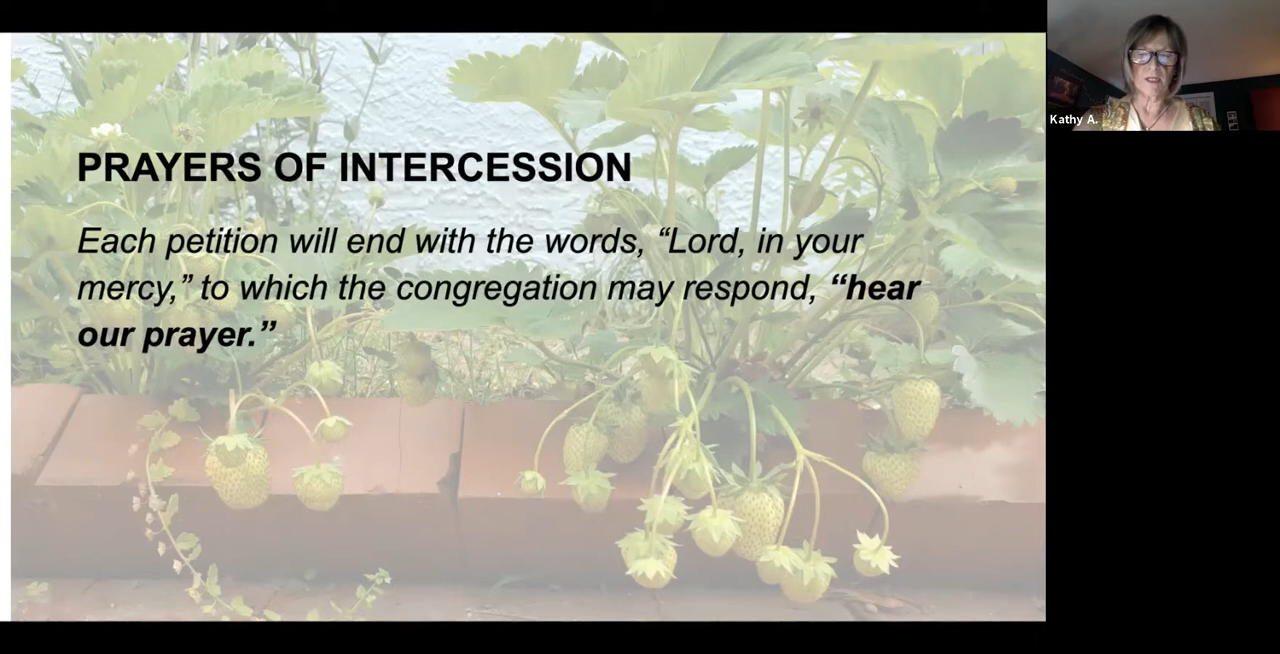 PRAYERS OF INTERCESSION
Each petition will end with the words, “Lord, in your
mercy,” to which the congregation may respond, “hear
our prayer.”
Kathy A.